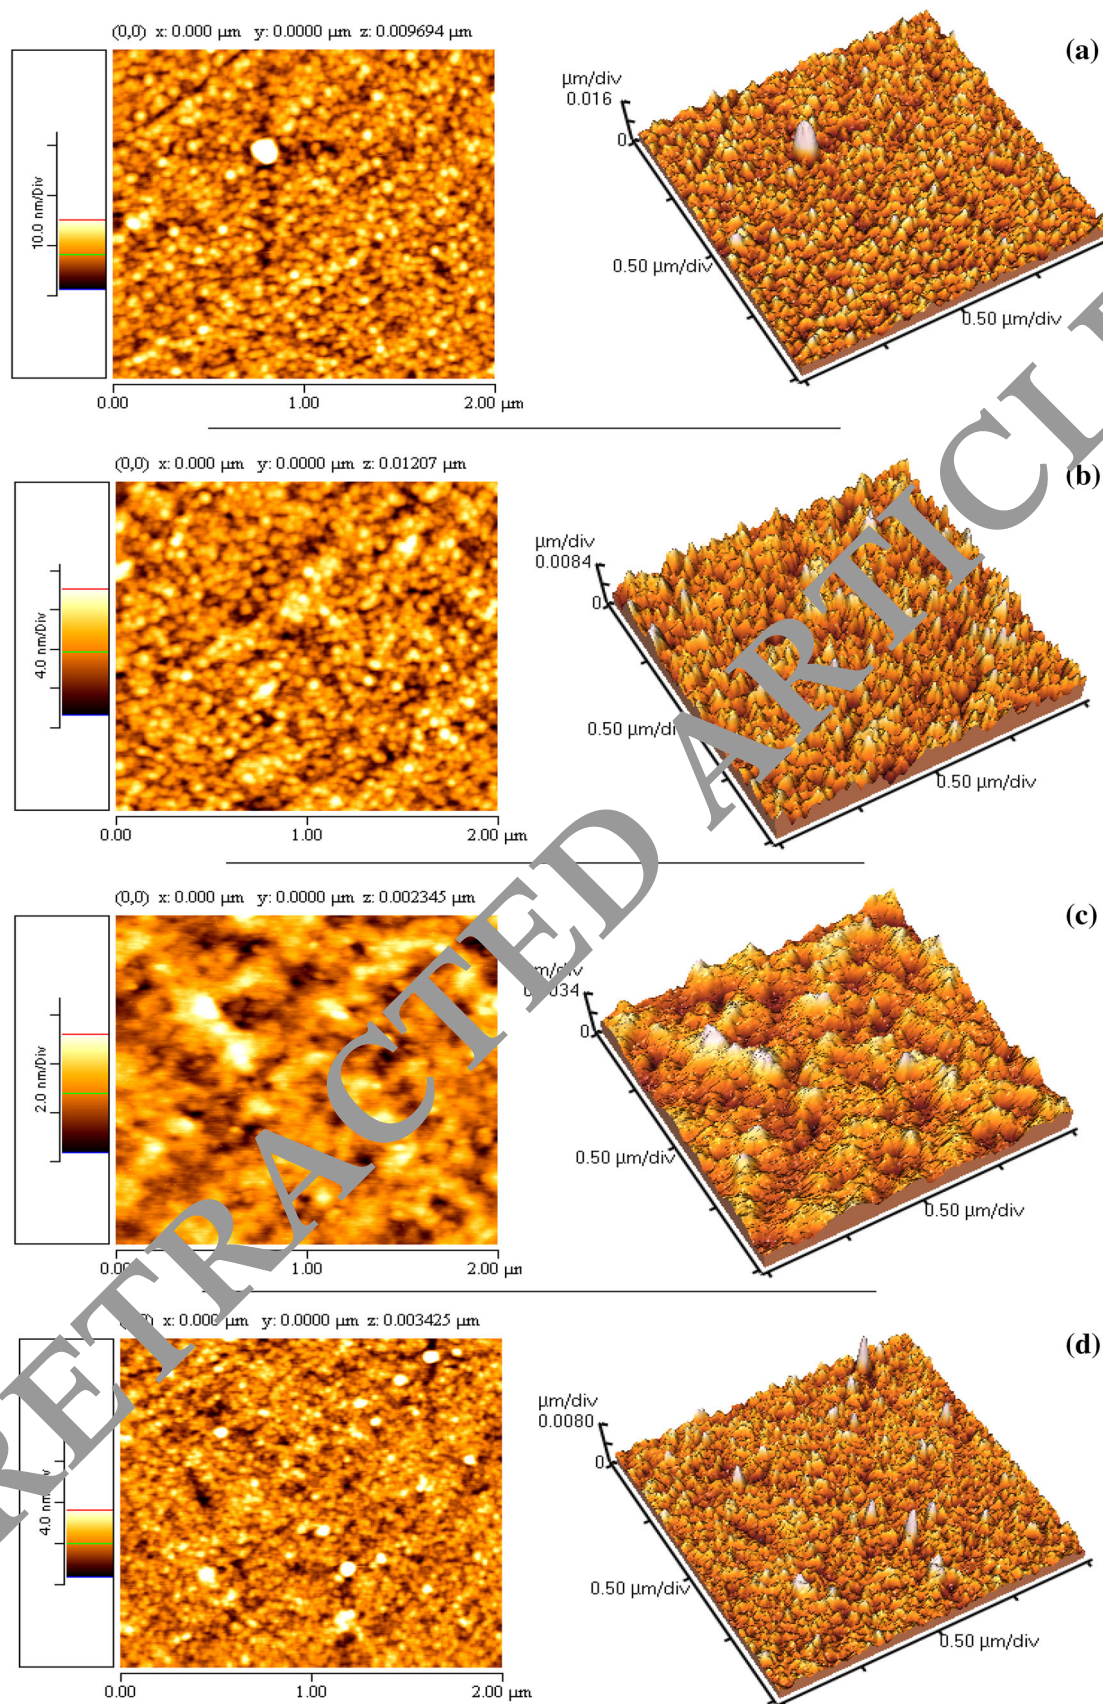 (0,0) x: 0.000 µm y: 0.0000 µm z: 0.009694 µm
(a)
µm/div
0.016
0
10.0 nm/Div
0.50 µm/div
0.50 µm/div
0.00 1.00 2.00 µm
(0,0) x: 0.000 µm y: 0.0000 µm z: 0.01207 µm
(b)
µm/div
0.0084
0
4.0 nm/Div
0.50 µm/div
0.50 µm/div
0.00 1.00 2.00 µm
(0,0) x: 0.000 µm y: 0.0000 µm z: 0.002345 µm
(c)
0
2.0 nm/Div
0.50 µm/div
0.50 µm/div
1.00 2.00 µm
x: 0.000 µm y: 0.0000 µm z: 0.003425 µm
(d)
µm/div
0.0080
0
4.0
0.50 µm/div
0.50 µm/div
0.00 1.00 2.00 µm
RETRACTED ARTICLE